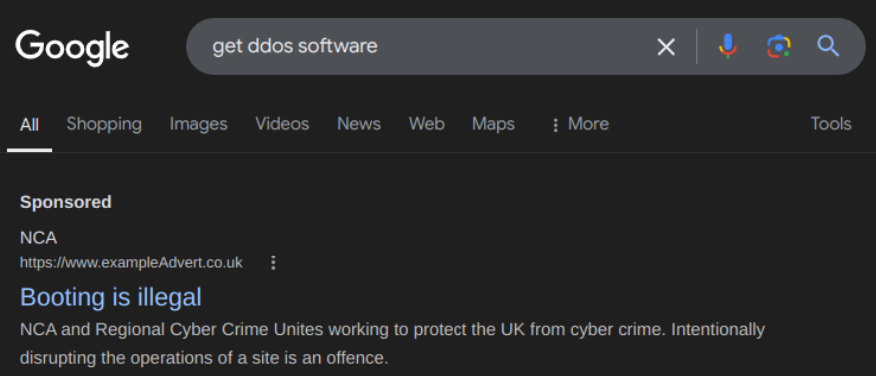 Google
get ddos software
All Shopping Images Videos News Web Maps More Tools
Sponsored
NCA
https://www.exampleAdvert.co.uk
Booting is illegal
NCA and Regional Cyber Crime Unites working to protect the UK from cyber crime. Intentionally
disrupting the operations of a site is an offence.